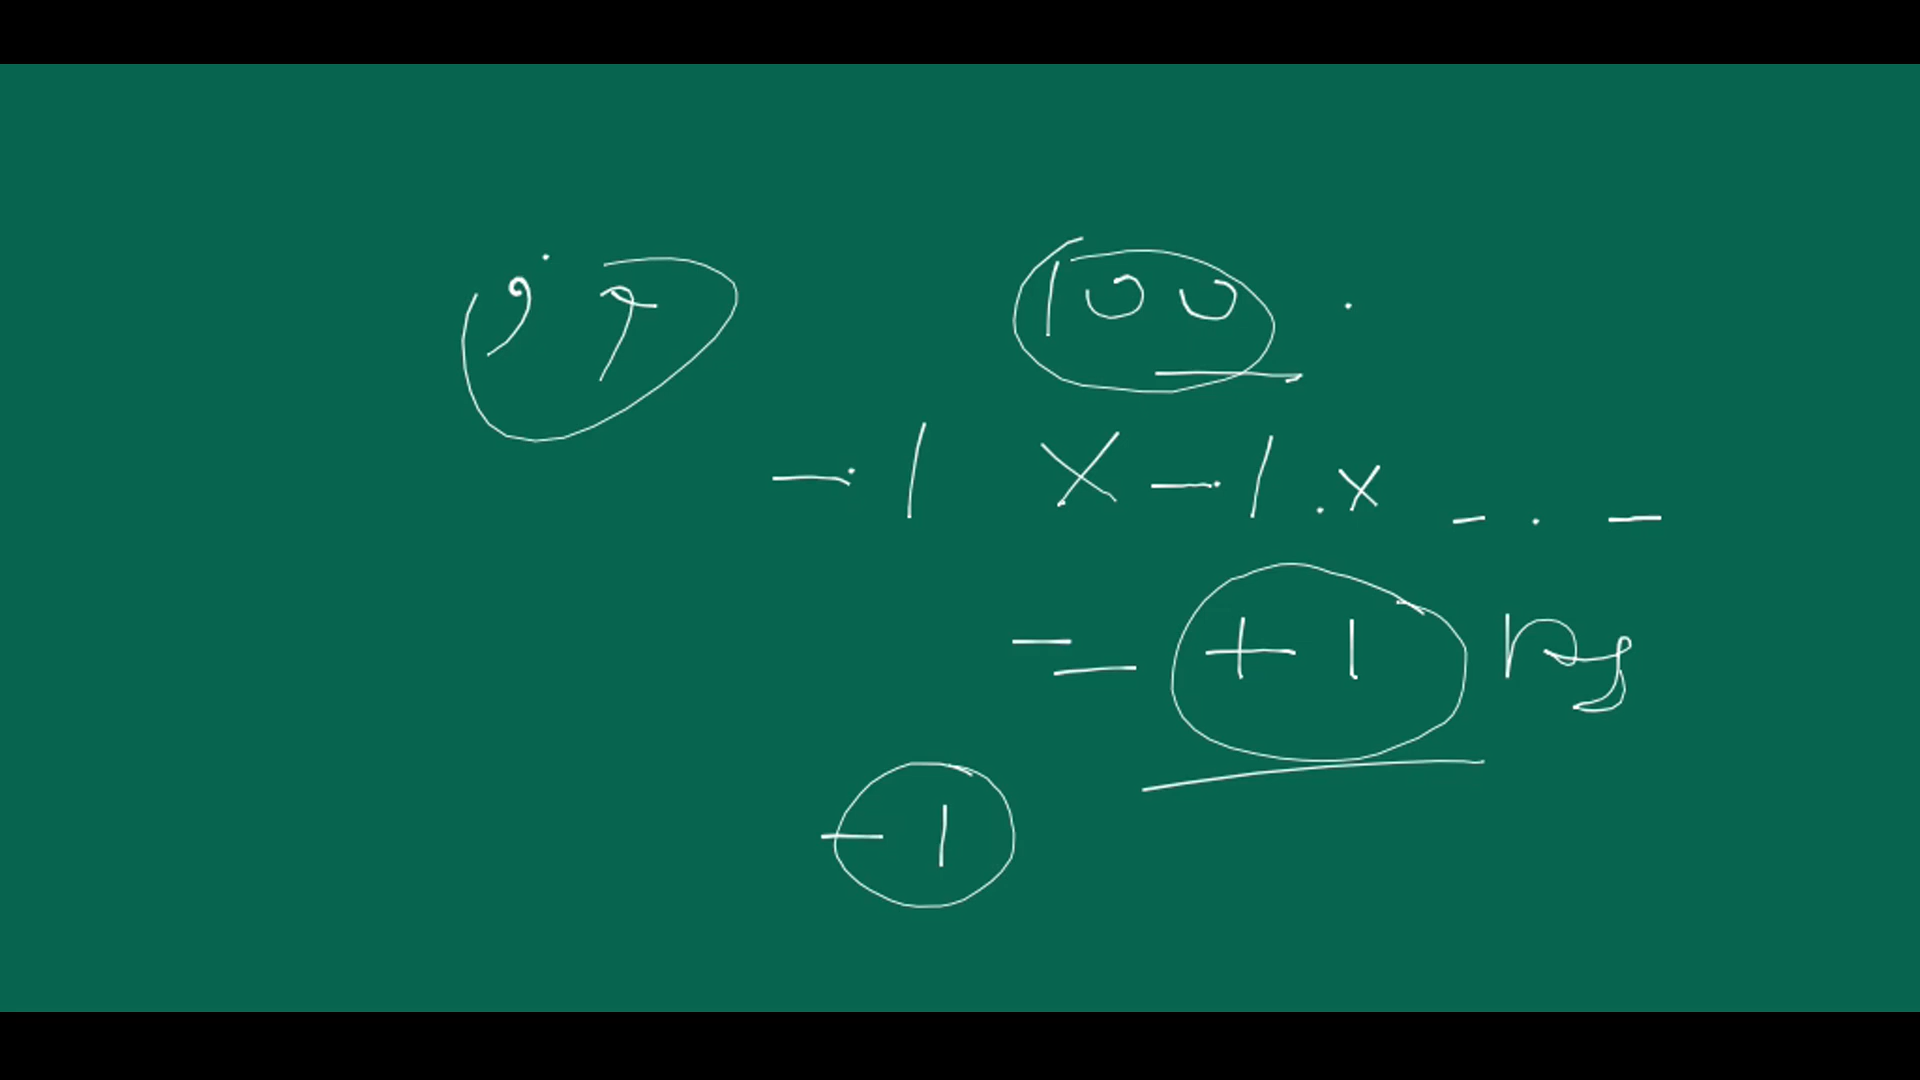 97 100
-1 X -1 . x - . -
= +1
-1